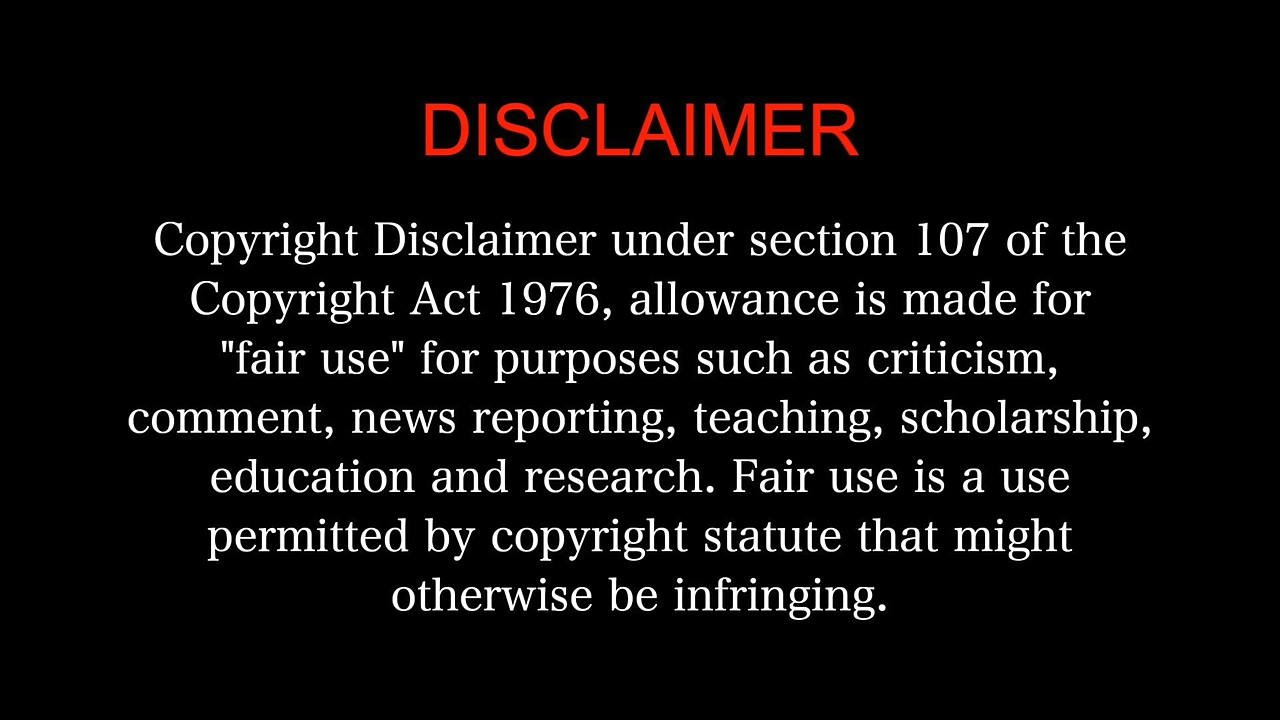 DISCLAIMER
Copyright Disclaimer under section 107 of the
Copyright Act 1976, allowance is made for
"fair use" for purposes such as criticism,
comment, news reporting, teaching, scholarship,
education and research. Fair use is a use
permitted by copyright statute that might
otherwise be infringing.